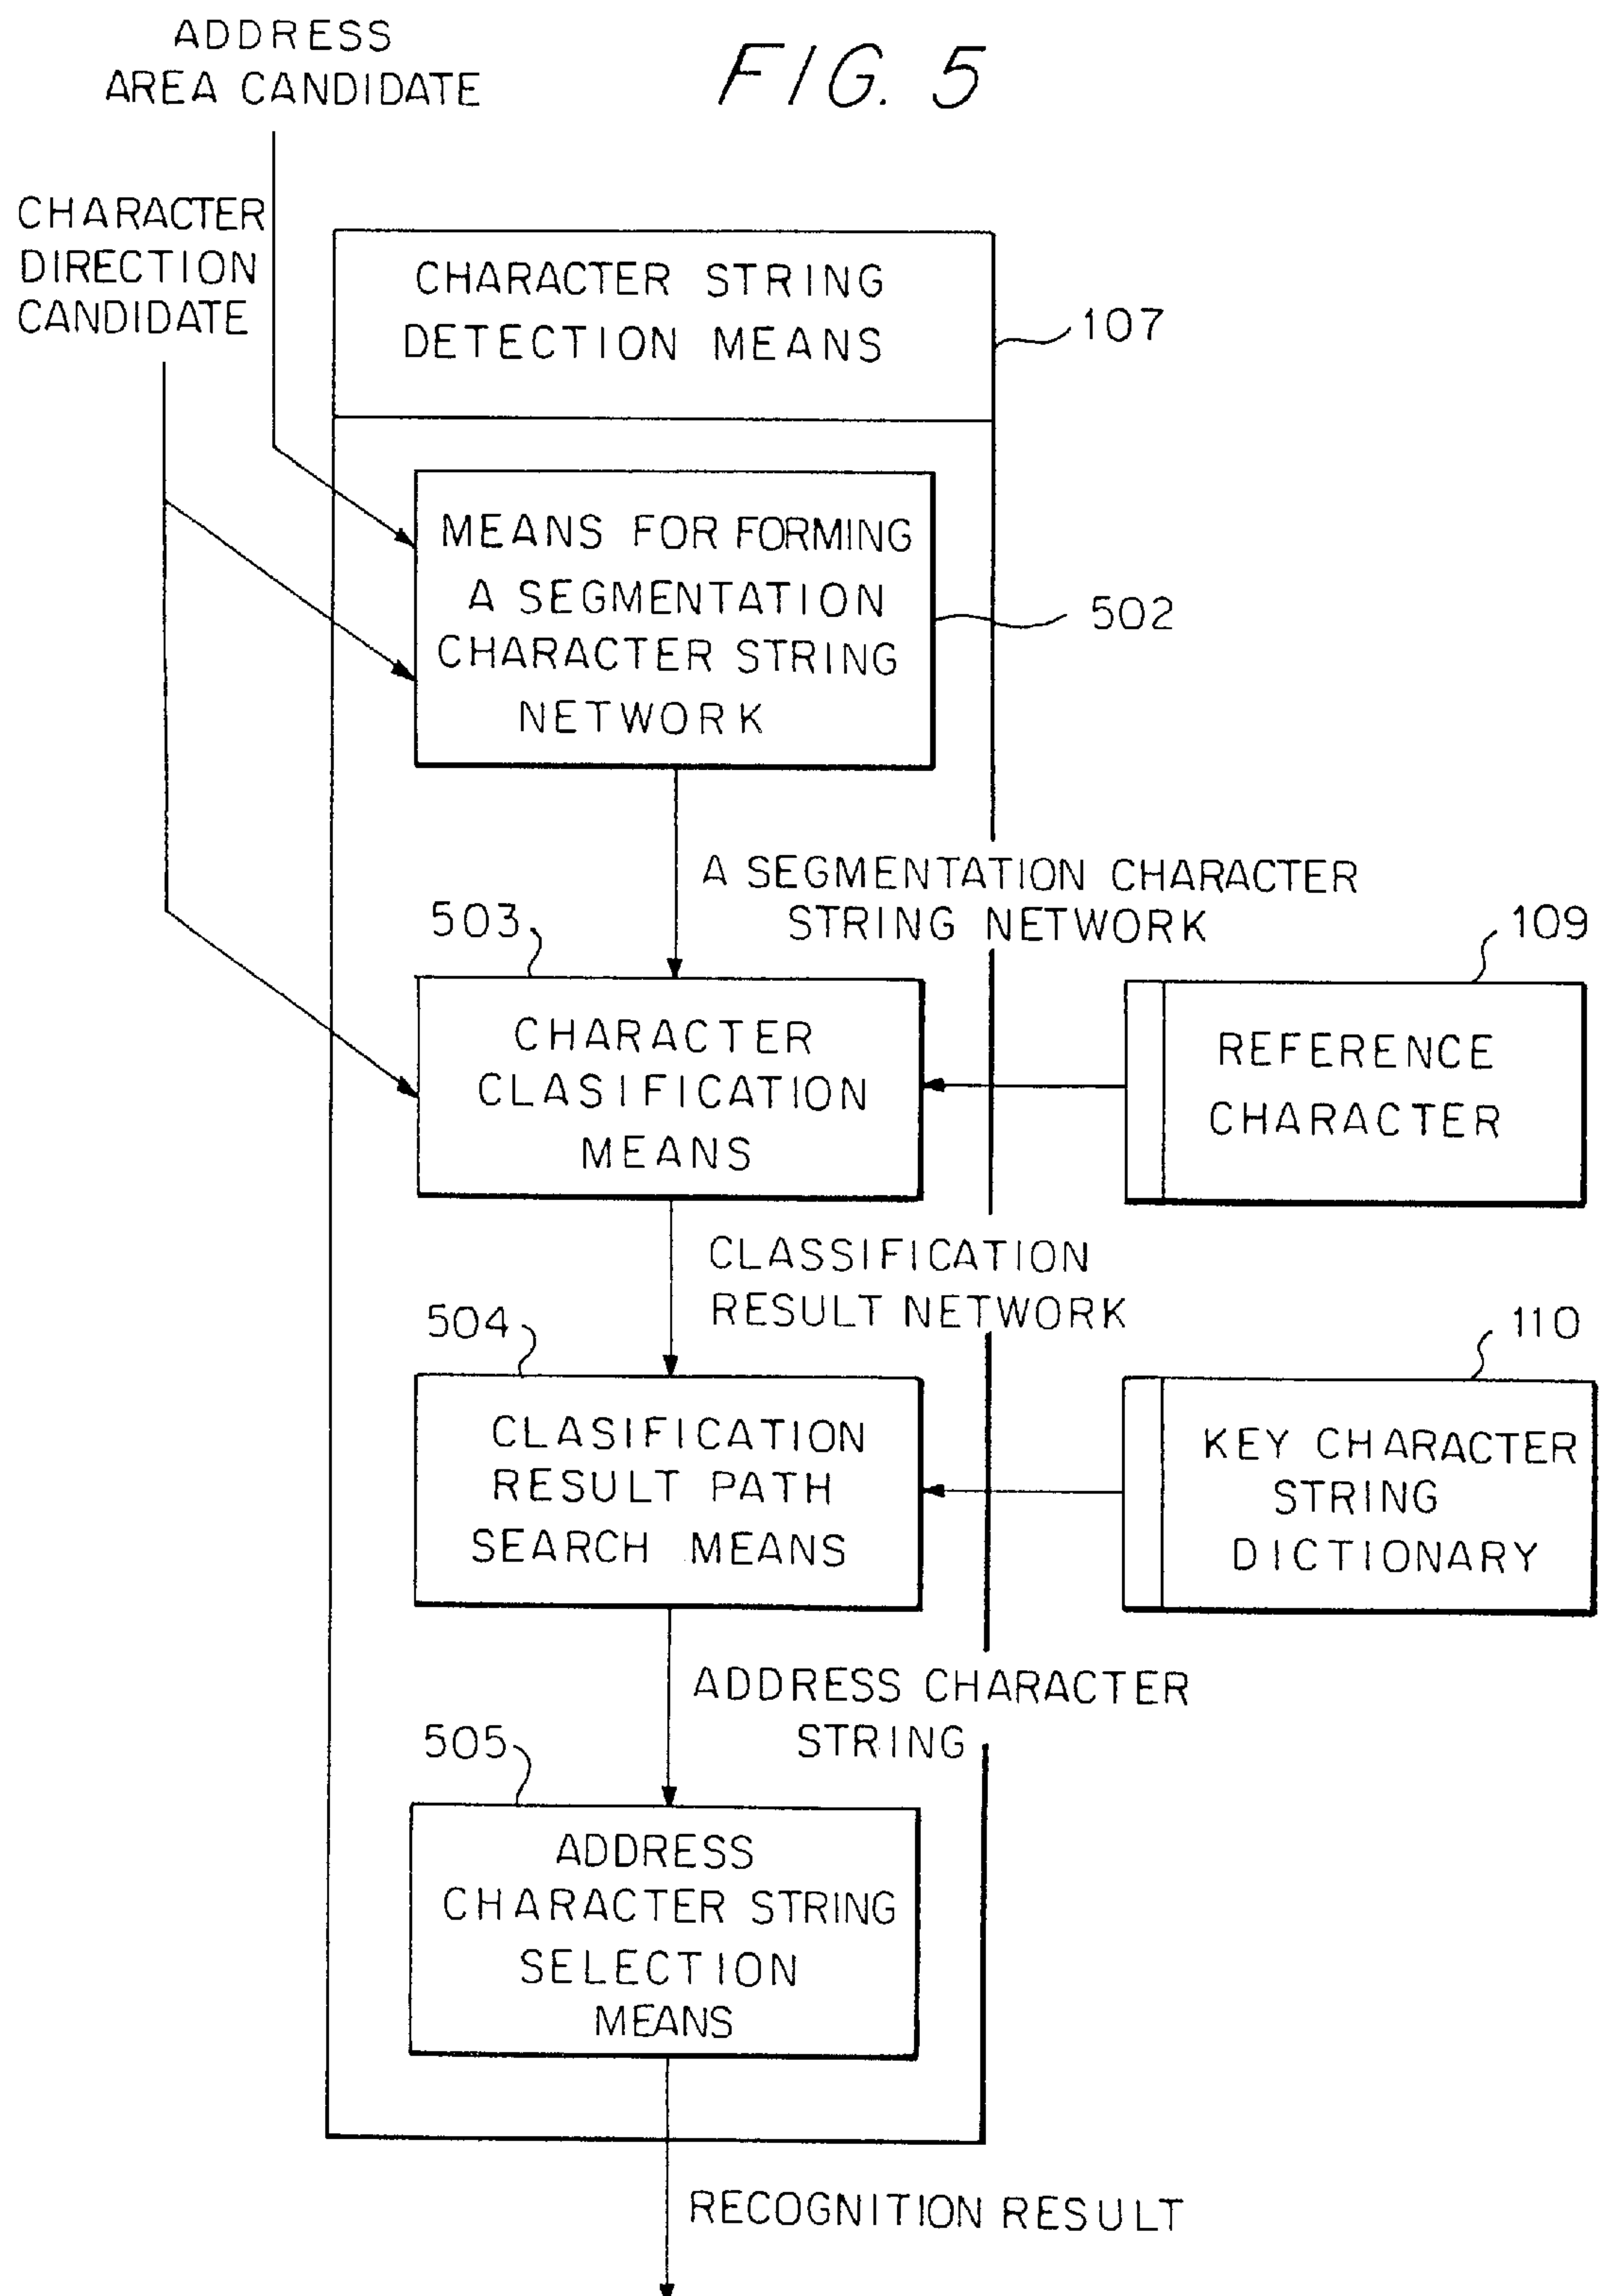 ADDRESS
AREA CANDIDATE
FIG. 5
CHARACTER
DIRECTION
CANDIDATE
CHARACTER STRING
DETECTION MEANS
107
MEANS FOR FORMING
A SEGMENTATION
CHARACTER STRING
NETWORK
502
A SEGMENTATION CHARACTER
STRING NETWORK
503
109
CHARACTER
CLASIFICATION
MEANS
REFERENCE
CHARACTER
CLASSIFICATION
RESULT NETWORK
504
110
CLASIFICATION
RESULT PATH
SEARCH MEANS
KEY CHARACTER
STRING
DICTIONARY
ADDRESS CHARACTER
STRING
505
ADDRESS
CHARACTER STRING
SELECTION
MEANS
RECOGNITION RESULT